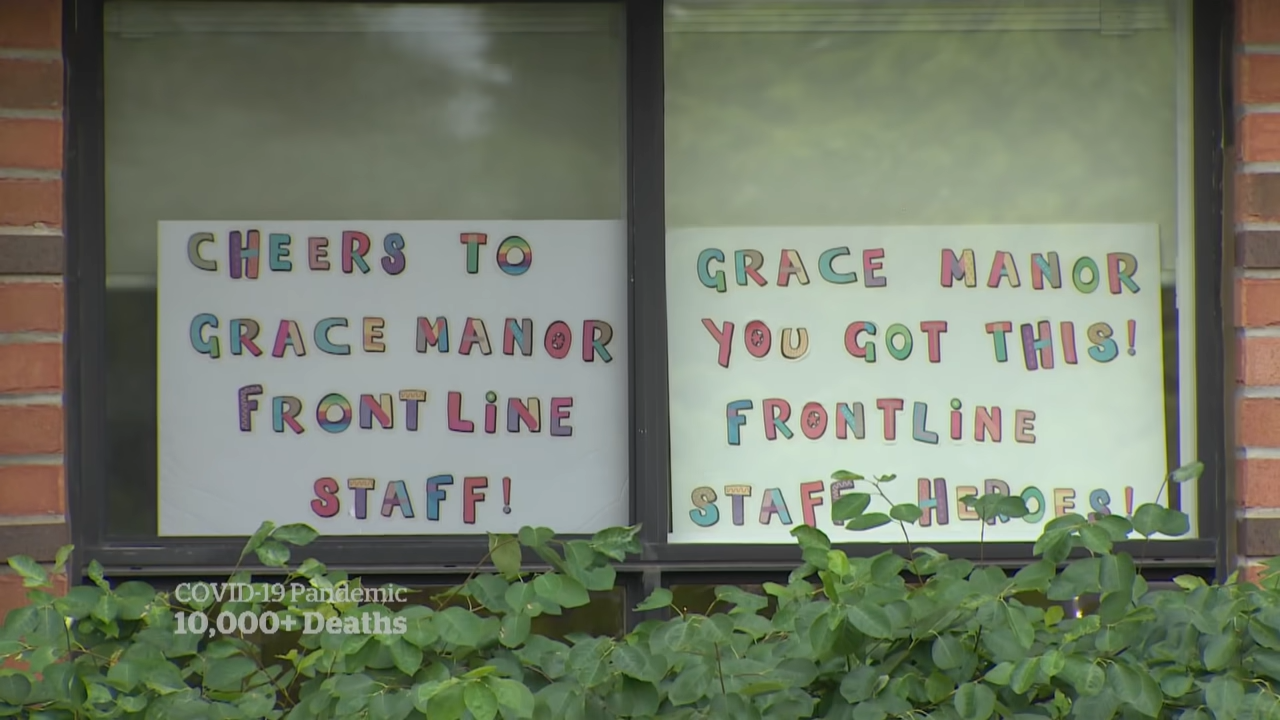 CHEERS TO
GRACE MANOR
FRONTLiNE
STAFF!
GRACE MANOR
YOU GOT THIS!
FRONTLiNE
STAFF HEROES!
COVID-19 Pandemic
10,000+ Deaths